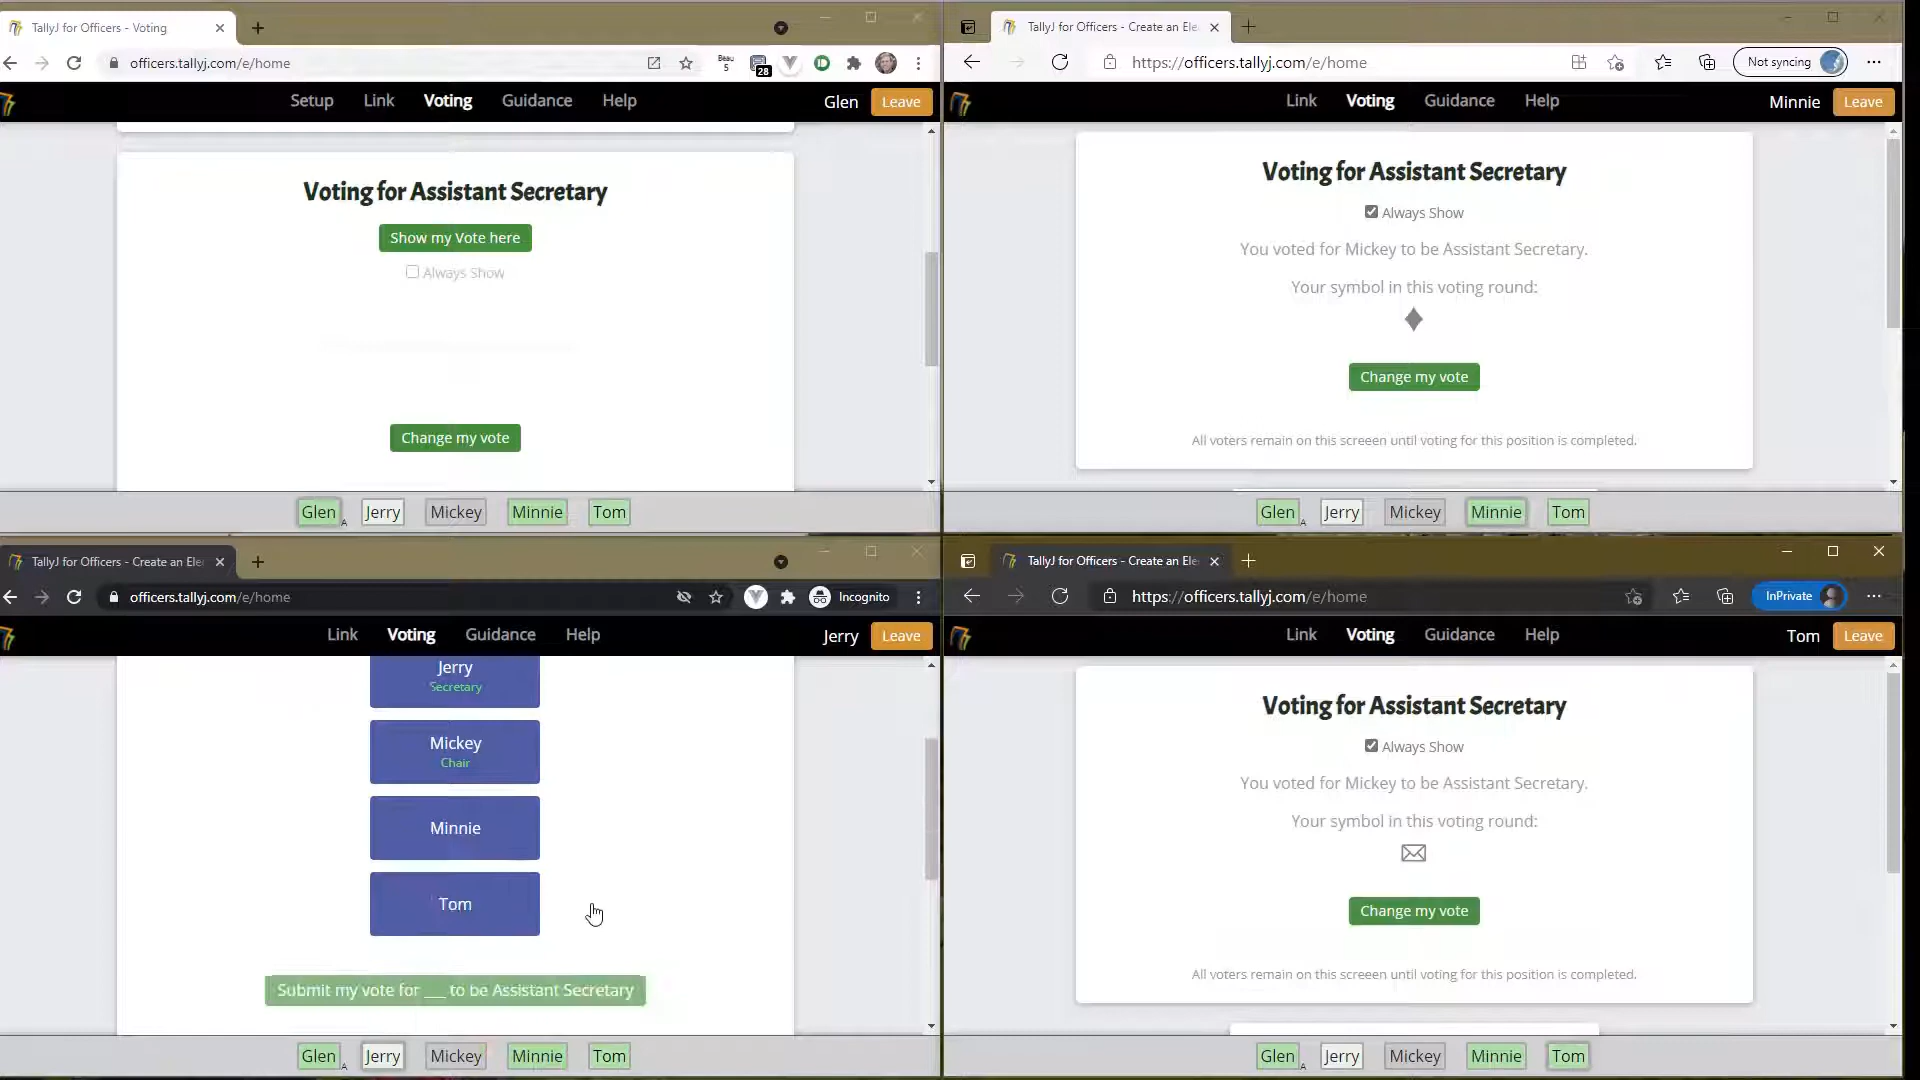 TallyJ for Officers - Voting
officers.tallyj.com/e/home
Beau
5
28
Setup Link Voting Guidance Help Glen Leave
Voting for Assistant Secretary
Show my Vote here
Always Show
Change my vote
Glen A Jerry Mickey Minnie Tom
TallyJ for Officers - Create an Ele
https://officers.tallyj.com/e/home
Not syncing
Link Voting Guidance Help Minnie Leave
Voting for Assistant Secretary
Always Show
You voted for Mickey to be Assistant Secretary.
Your symbol in this voting round:
Change my vote
All voters remain on this screeen until voting for this position is completed.
Glen A Jerry Mickey Minnie Tom
TallyJ for Officers - Create an Ele
officers.tallyj.com/e/home
Incognito
Link Voting Guidance Help Jerry Leave
Jerry
Secretary
Mickey
Chair
Minnie
Tom
Submit my vote for ___ to be Assistant Secretary
Glen A Jerry Mickey Minnie Tom
TallyJ for Officers - Create an Ele
https://officers.tallyj.com/e/home
InPrivate
Link Voting Guidance Help Tom Leave
Voting for Assistant Secretary
Always Show
You voted for Mickey to be Assistant Secretary.
Your symbol in this voting round:
Change my vote
All voters remain on this screeen until voting for this position is completed.
Glen A Jerry Mickey Minnie Tom